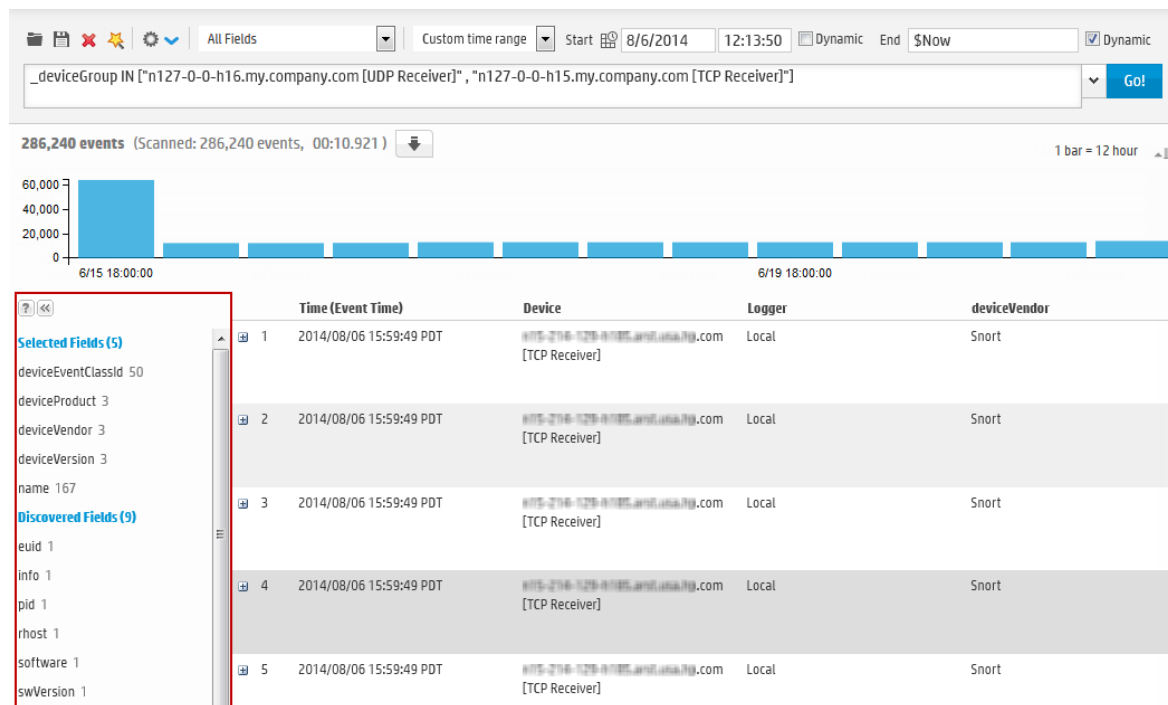 All Fields Custom time range Start 8/6/2014 12:13:50 Dynamic End $Now Dynamic
_deviceGroup IN ["n127-0-0-h16.my.company.com [UDP Receiver]" , "n127-0-0-h15.my.company.com [TCP Receiver]"] Go!
286,240 events (Scanned: 286,240 events, 00:10.921 )
1 bar = 12 hour
60,000
40,000
20,000
0
6/15 18:00:00 6/19 18:00:00
? «
Selected Fields (5)
deviceEventClassId 50
deviceProduct 3
deviceVendor 3
deviceVersion 3
name 167
Discovered Fields (9)
euid 1
info 1
pid 1
rhost 1
software 1
swVersion 1
Time (Event Time) Device Logger deviceVendor
1 2014/08/06 15:59:49 PDT .com Local Snort
[TCP Receiver]
2 2014/08/06 15:59:49 PDT .com Local Snort
[TCP Receiver]
3 2014/08/06 15:59:49 PDT .com Local Snort
[TCP Receiver]
4 2014/08/06 15:59:49 PDT .com Local Snort
[TCP Receiver]
5 2014/08/06 15:59:49 PDT .com Local Snort
[TCP Receiver]